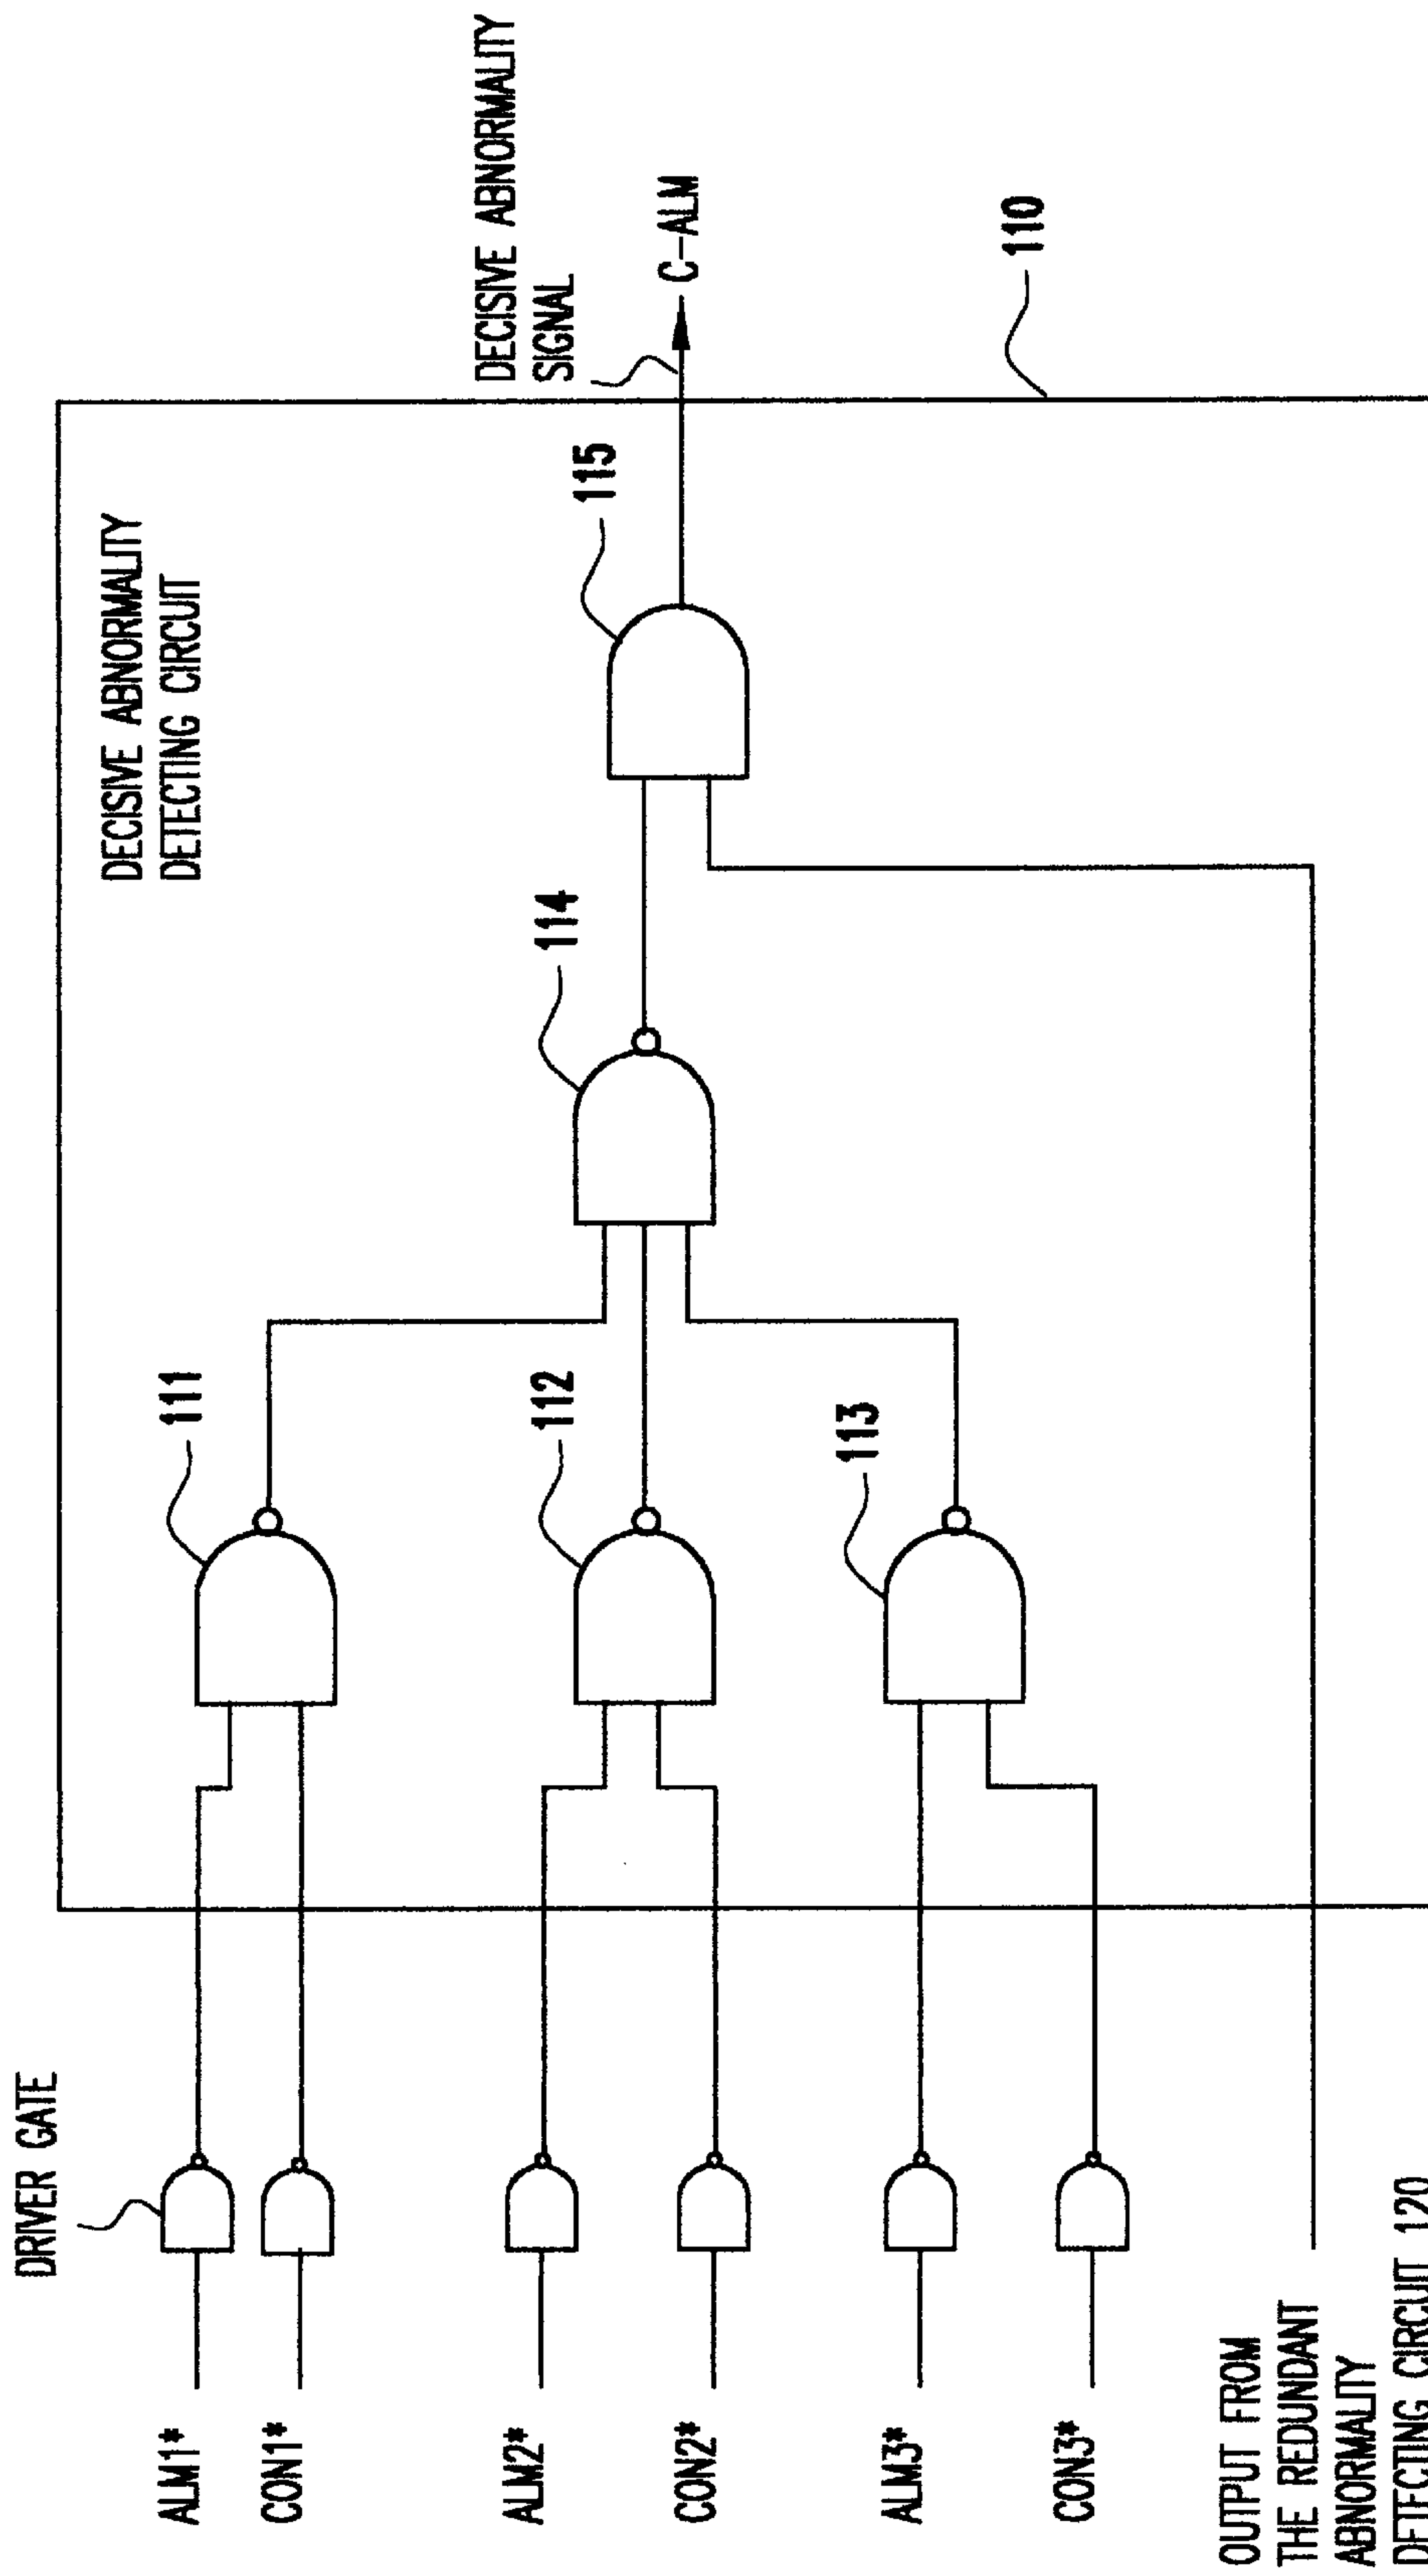 DRIVER GATE
ALM1*
CON1*
ALM2*
CON2*
ALM3*
CON3*
OUTPUT FROM
THE REDUNDANT
ABNORMALITY
DETECTING CIRCUIT 120
DECISIVE ABNORMALITY
DETECTING CIRCUIT
111
112
113
114
115
DECISIVE ABNORMALITY
SIGNAL
C-ALM
110